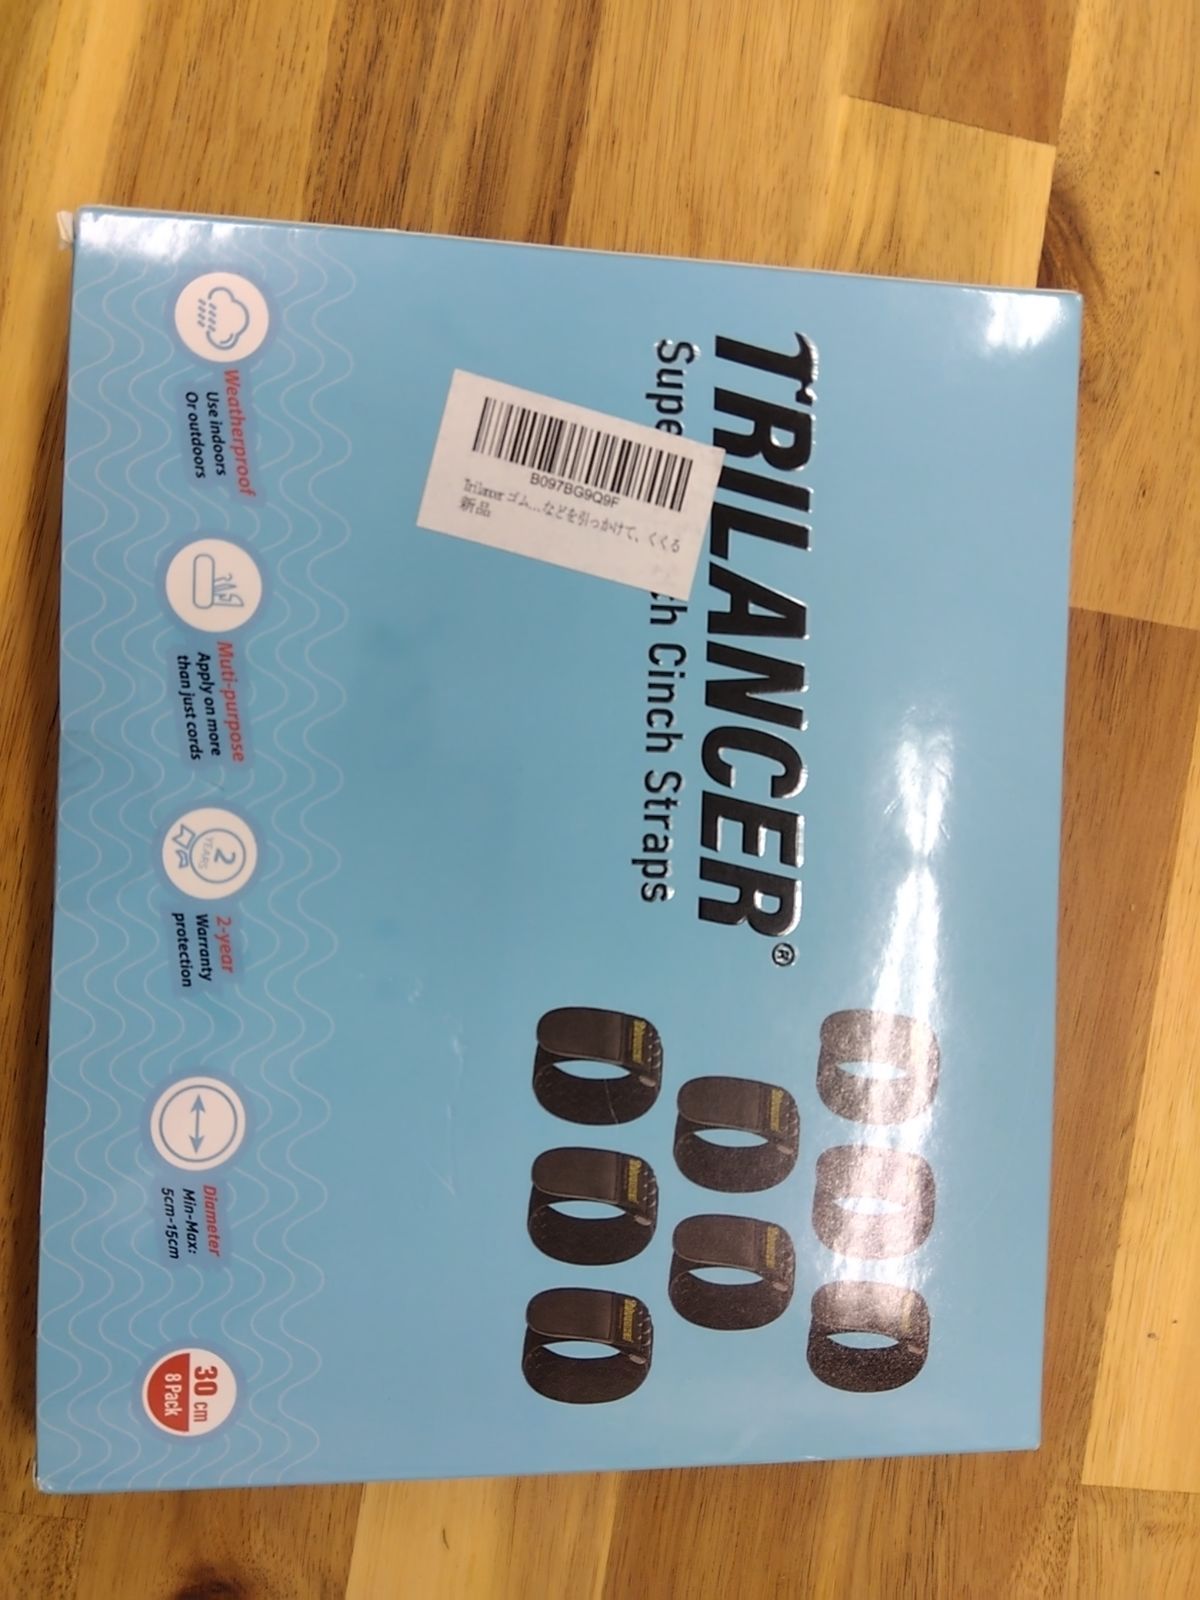 TRILANCER®
Supe
ch Cinch Straps
B097BG9Q9F
Trilancer ゴム...などを引っかけて、くくる
新品
Weatherproof
Use indoors
Or outdoors
Muti-purpose
Apply on more
than just cords
2
YEARS
2-year
Warranty
protection
Diameter
Min-Max:
5cm-15cm
30 cm
8 Pack